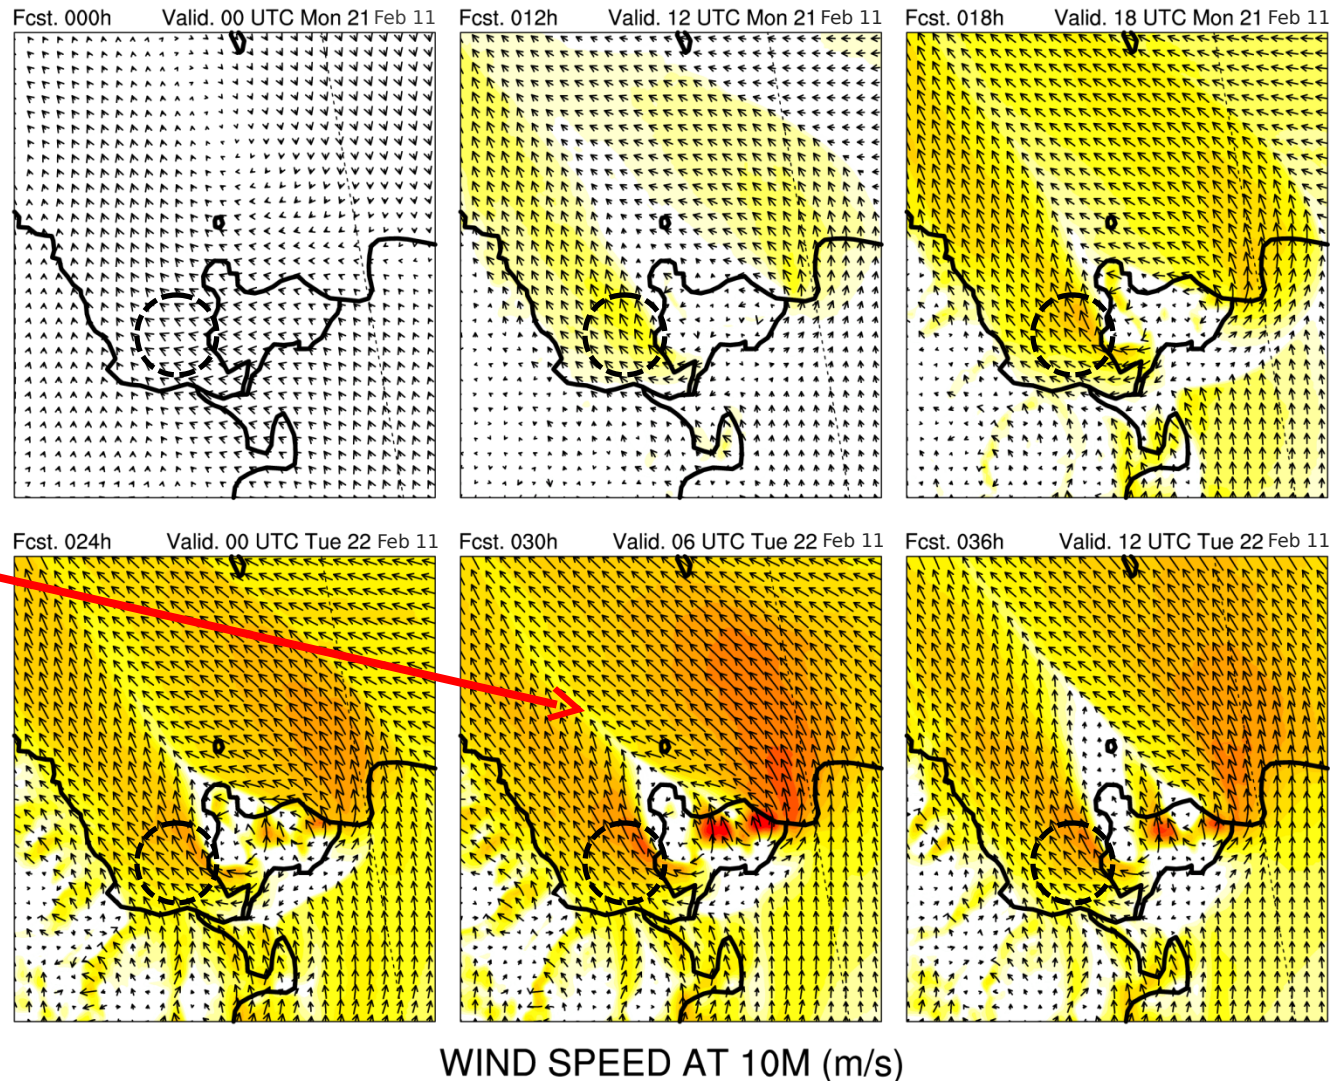 Fcst. 000h Valid. 00 UTC Mon 21 Feb 11
Fcst. 012h Valid. 12 UTC Mon 21 Feb 11
Fcst. 018h Valid. 18 UTC Mon 21 Feb 11
Fcst. 024h Valid. 00 UTC Tue 22 Feb 11
Fcst. 030h Valid. 06 UTC Tue 22 Feb 11
Fcst. 036h Valid. 12 UTC Tue 22 Feb 11
WIND SPEED AT 10M (m/s)